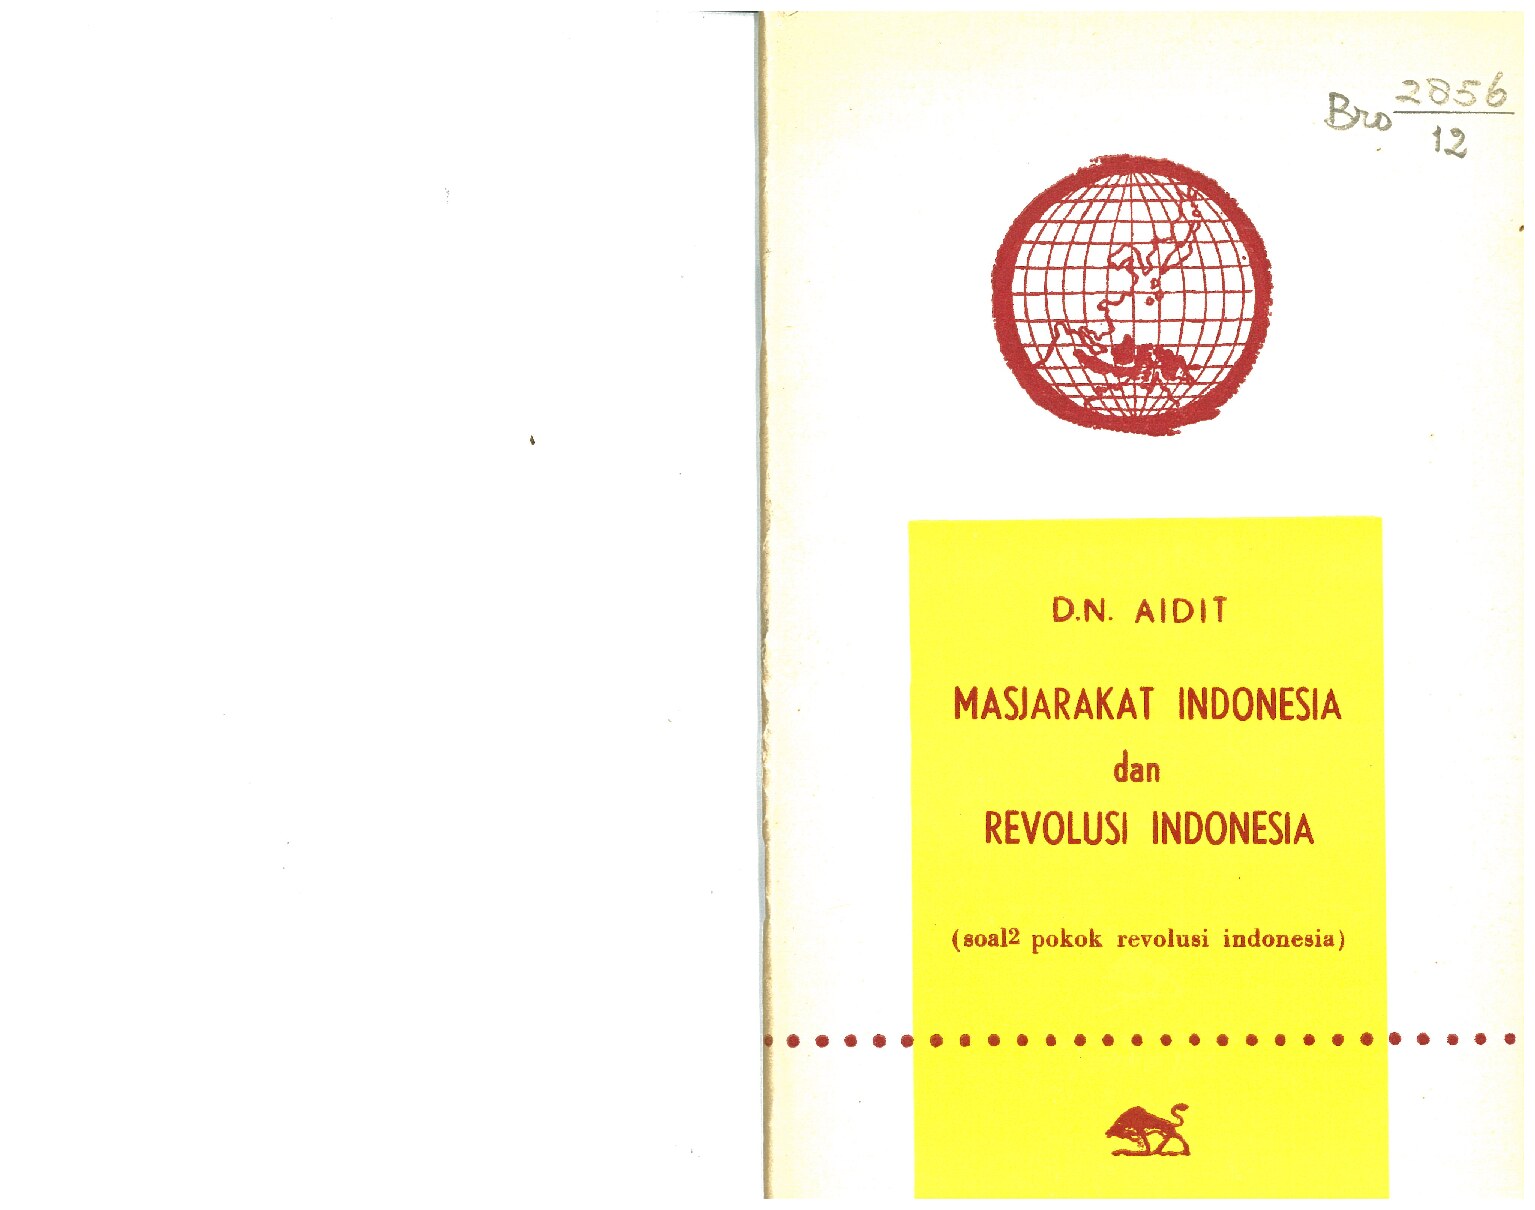 Bro 2856
12
D.N. AIDIT
MASJARAKAT INDONESIA
dan
REVOLUSI INDONESIA
(soal2 pokok revolusi indonesia)